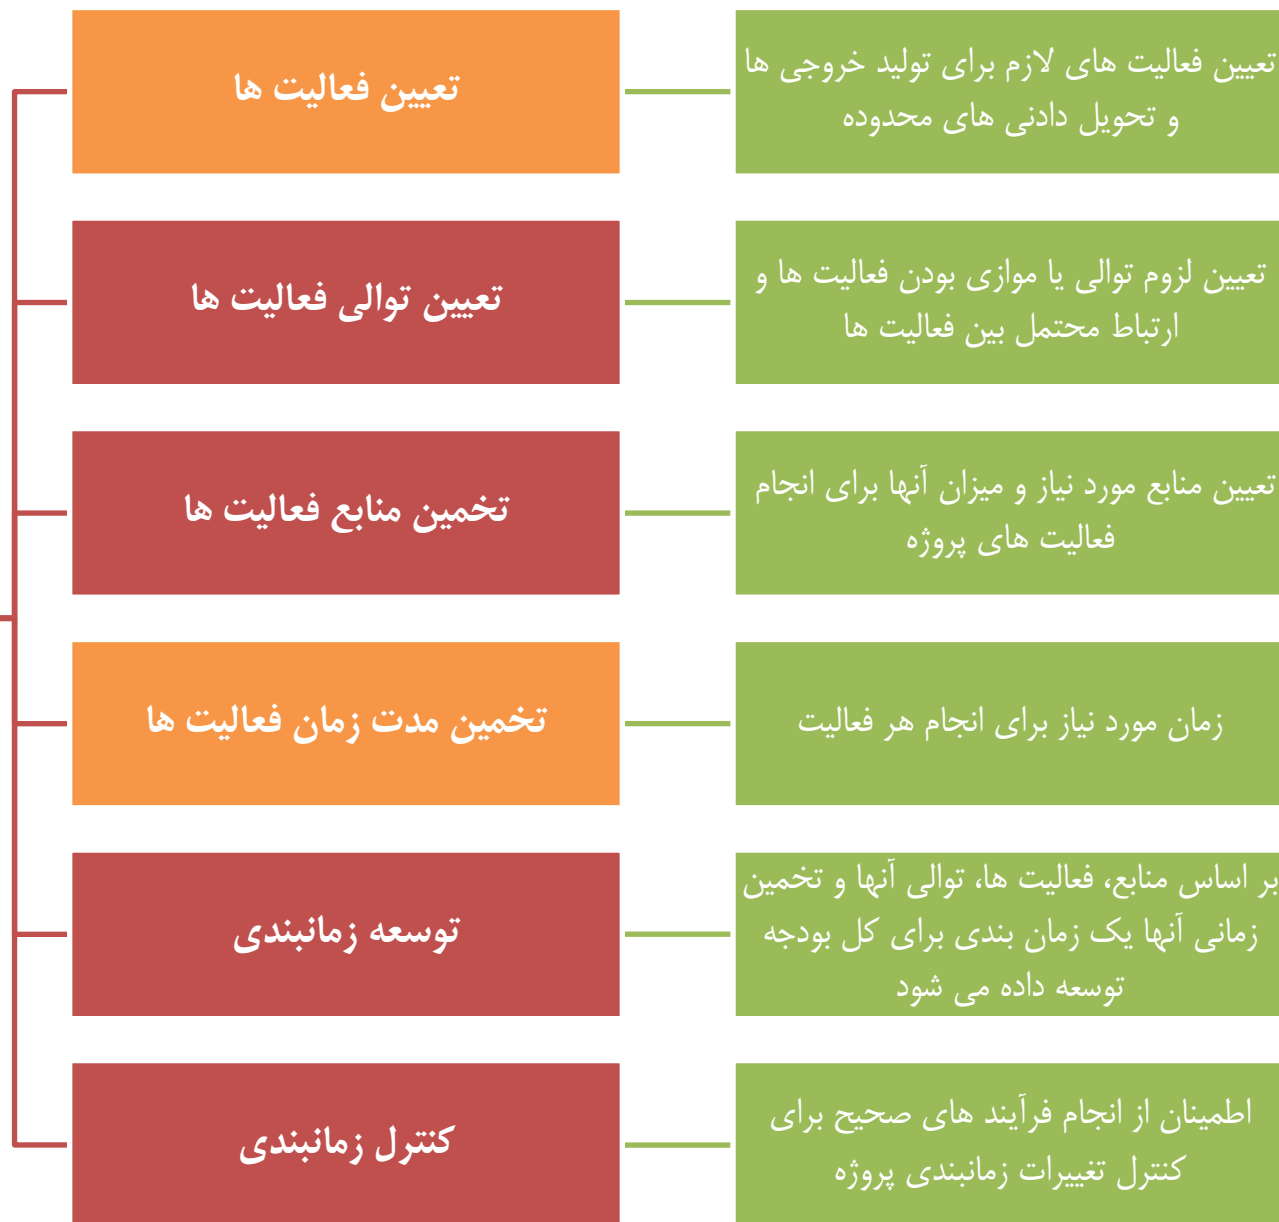 تعیین فعالیت ها
تعیین فعالیت های لازم برای تولید خروجی ها
و تحویل دادنی های محدوده
تعیین توالی فعالیت ها
تعیین لزوم توالی یا موازی بودن فعالیت ها و
ارتباط محتمل بین فعالیت ها
تخمین منابع فعالیت ها
تعیین منابع مورد نیاز و میزان آنها برای انجام
فعالیت های پروژه
تخمین مدت زمان فعالیت ها
زمان مورد نیاز برای انجام هر فعالیت
توسعه زمانبندی
بر اساس منابع، فعالیت ها، توالی آنها و تخمین
زمانی آنها یک زمان بندی برای کل بودجه
توسعه داده می شود
کنترل زمانبندی
اطمینان از انجام فرآیند های صحیح برای
کنترل تغییرات زمانبندی پروژه